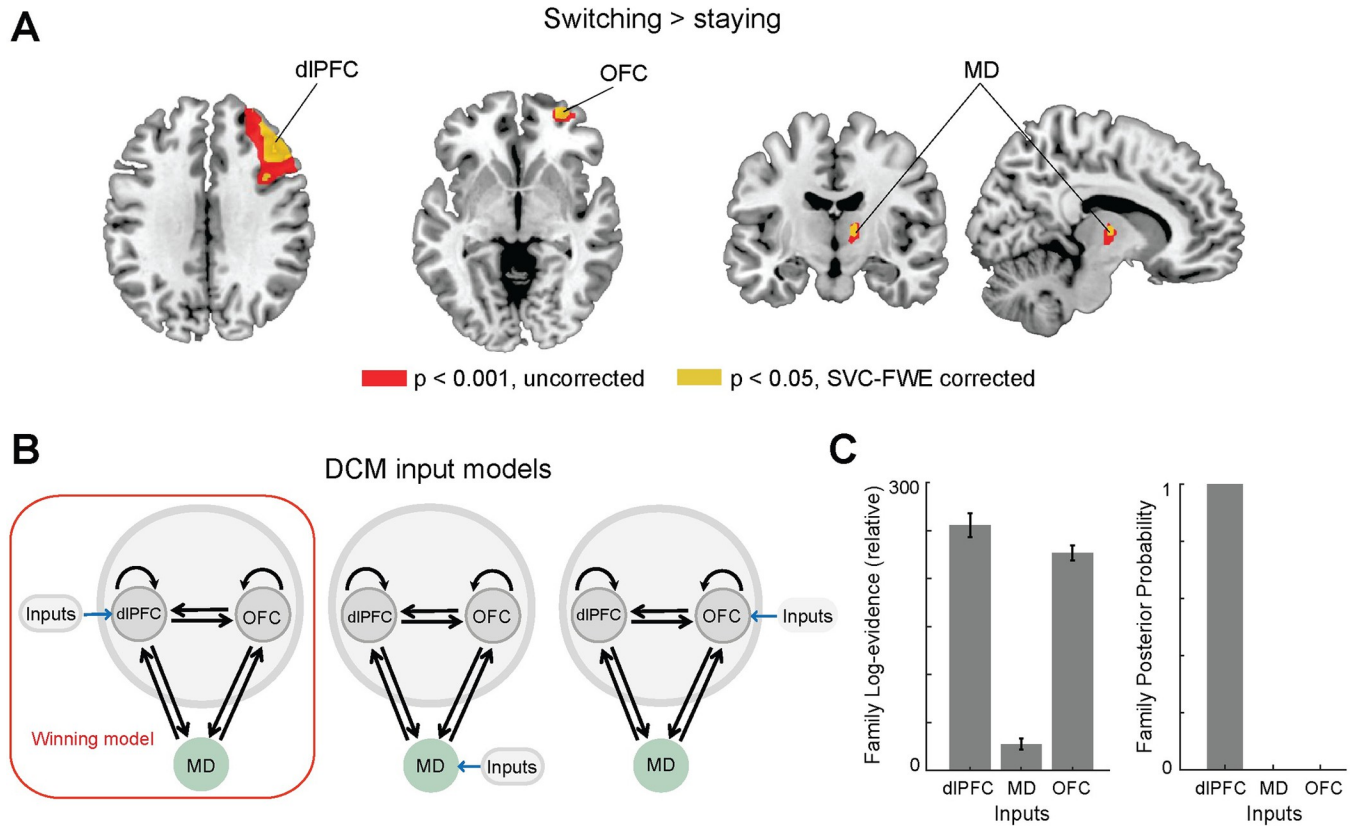 A
Switching > staying
dlPFC
OFC
MD
p < 0.001, uncorrected
p < 0.05, SVC-FWE corrected
B
DCM input models
Inputs
dlPFC
OFC
MD
Winning model
dlPFC
OFC
MD
Inputs
dlPFC
OFC
Inputs
MD
C
Family Log-evidence (relative)
300
0
dlPFC MD OFC
Inputs
Family Posterior Probability
1
0
dlPFC MD OFC
Inputs